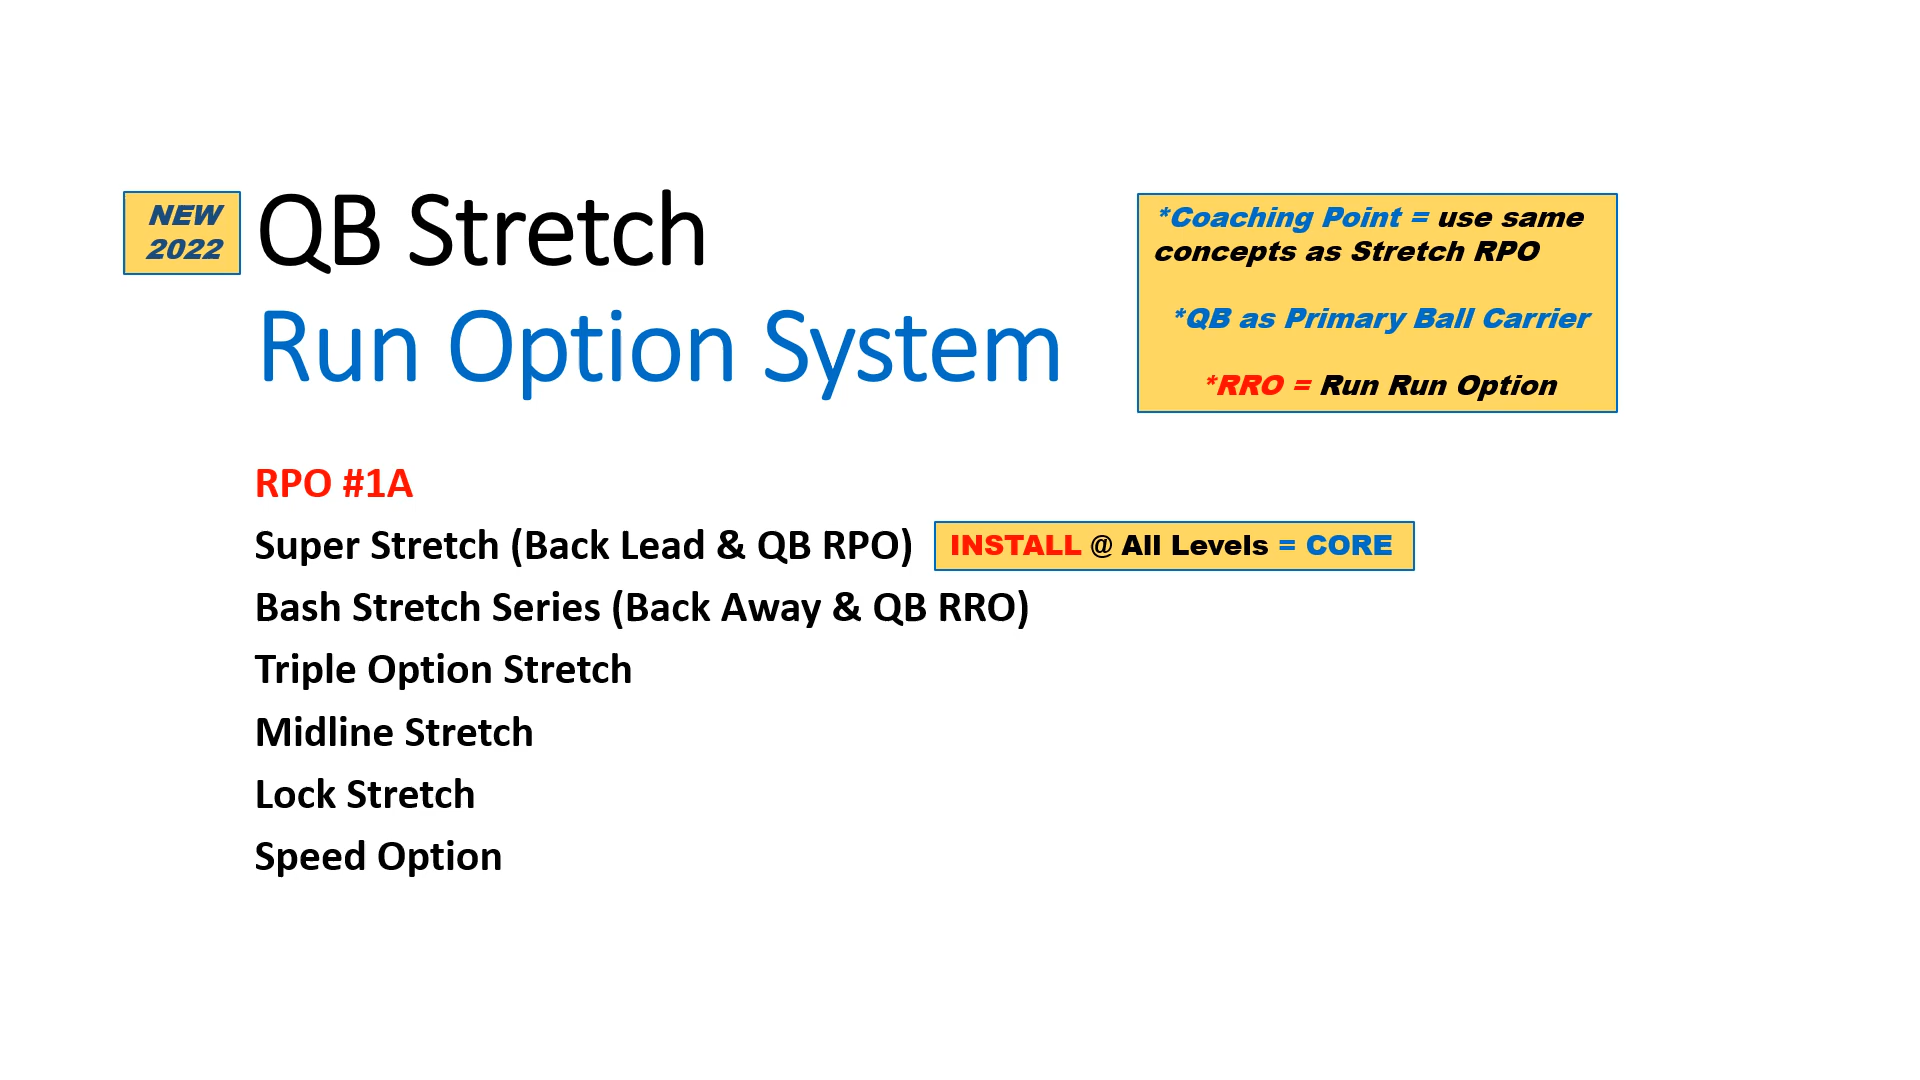 NEW
2022
QB Stretch
Run Option System
*Coaching Point = use same
concepts as Stretch RPO
*QB as Primary Ball Carrier
*RRO = Run Run Option
RPO #1A
Super Stretch (Back Lead & QB RPO)
INSTALL @ All Levels = CORE
Bash Stretch Series (Back Away & QB RRO)
Triple Option Stretch
Midline Stretch
Lock Stretch
Speed Option